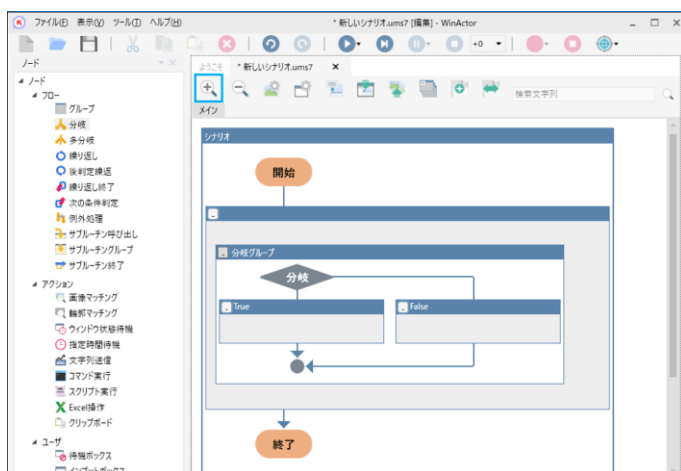 ファイル(F) 表示(V) ツール(T) ヘルプ(H)
* 新しいシナリオ.ums7 [編集] - WinActor
+0
ノード
ようこそ
* 新しいシナリオ.ums7
検索文字列
メイン
ノード
フロー
グループ
分岐
多分岐
繰り返し
後判定繰返
繰り返し終了
次の条件判定
例外処理
サブルーチン呼び出し
サブルーチングループ
サブルーチン終了
アクション
画像マッチング
輪郭マッチング
ウィンドウ状態待機
指定時間待機
文字列送信
コマンド実行
スクリプト実行
Excel操作
クリップボード
ユーザ
待機ボックス
インプットボックス
シナリオ
開始
分岐グループ
分岐
True
False
終了